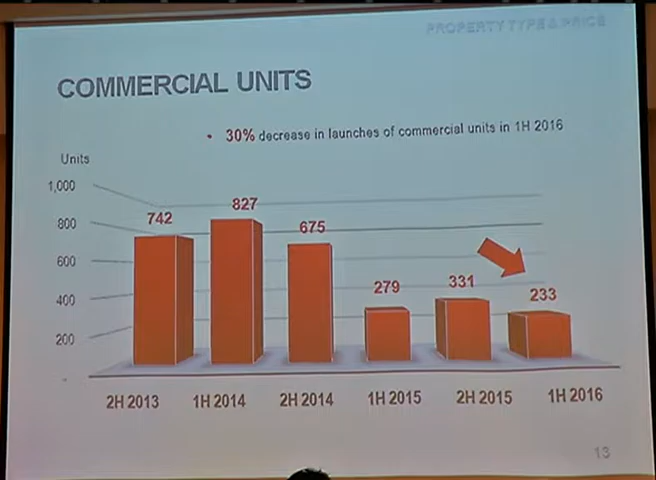 PROPERTY TYPE & PRICE
COMMERCIAL UNITS
• 30% decrease in launches of commercial units in 1H 2016
Units
1,000
800
600
400
200
-
742
827
675
279
331
233
2H 2013
1H 2014
2H 2014
1H 2015
2H 2015
1H 2016
13